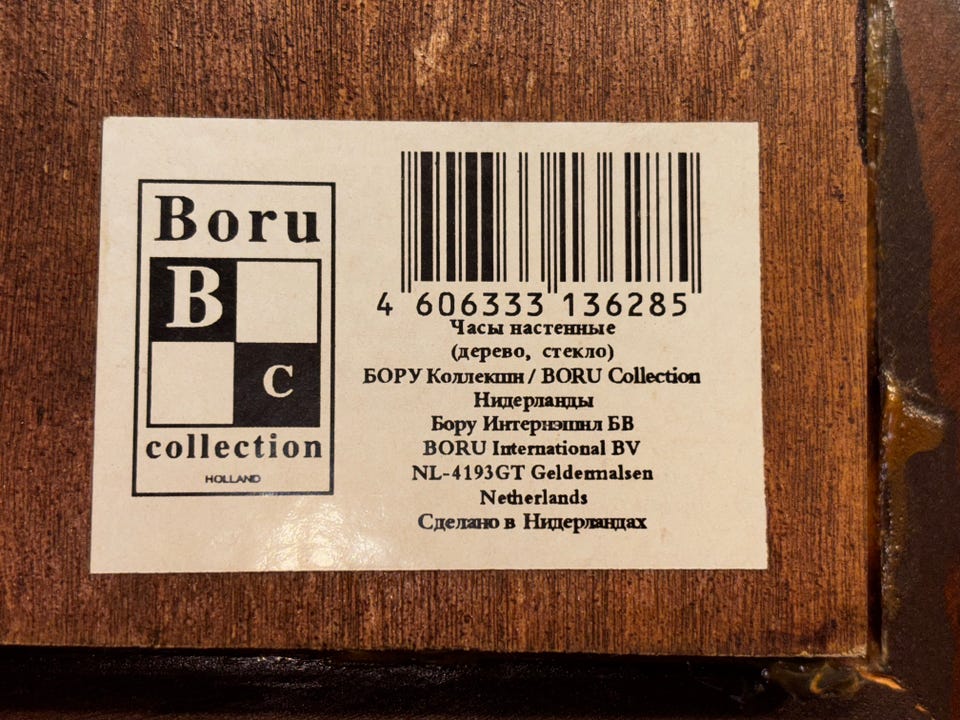 Boru
B
c
collection
HOLLAND
4 606333 136285
Часы настенные
(дерево, стекло)
БОРУ Коллекшн / BORU Collection
Нидерланды
Бору Интернэшнл БВ
BORU International BV
NL-4193GT Geldermalsen
Netherlands
Сделано в Нидерландах